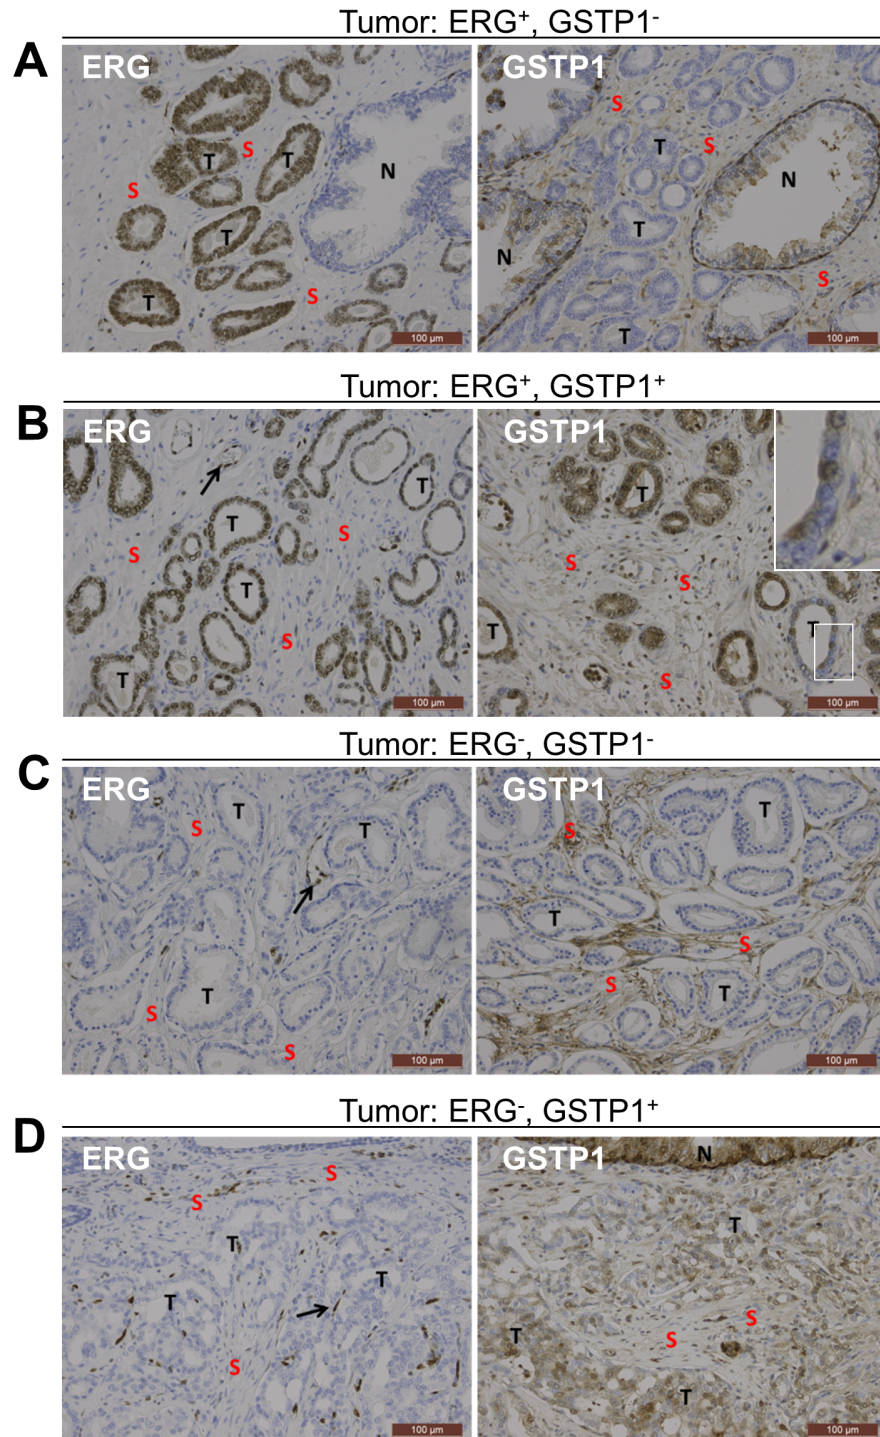 Tumor: ERG⁺, GSTP1⁻
A
ERG
GSTP1
S
S
T
T
S
N
S
T
N
S
T
T
N
S
S
T
T
100 µm
100 µm
Tumor: ERG⁺, GSTP1⁺
B
ERG
GSTP1
T
T
T
S
S
S
S
T
T
T
S
T
S
100 µm
100 µm
Tumor: ERG⁻, GSTP1⁻
C
ERG
GSTP1
T
T
S
T
S
T
S
T
S
S
T
S
100 µm
100 µm
Tumor: ERG⁻, GSTP1⁺
D
ERG
GSTP1
N
S
S
T
T
T
T
S
S
T
S
T
100 µm
100 µm